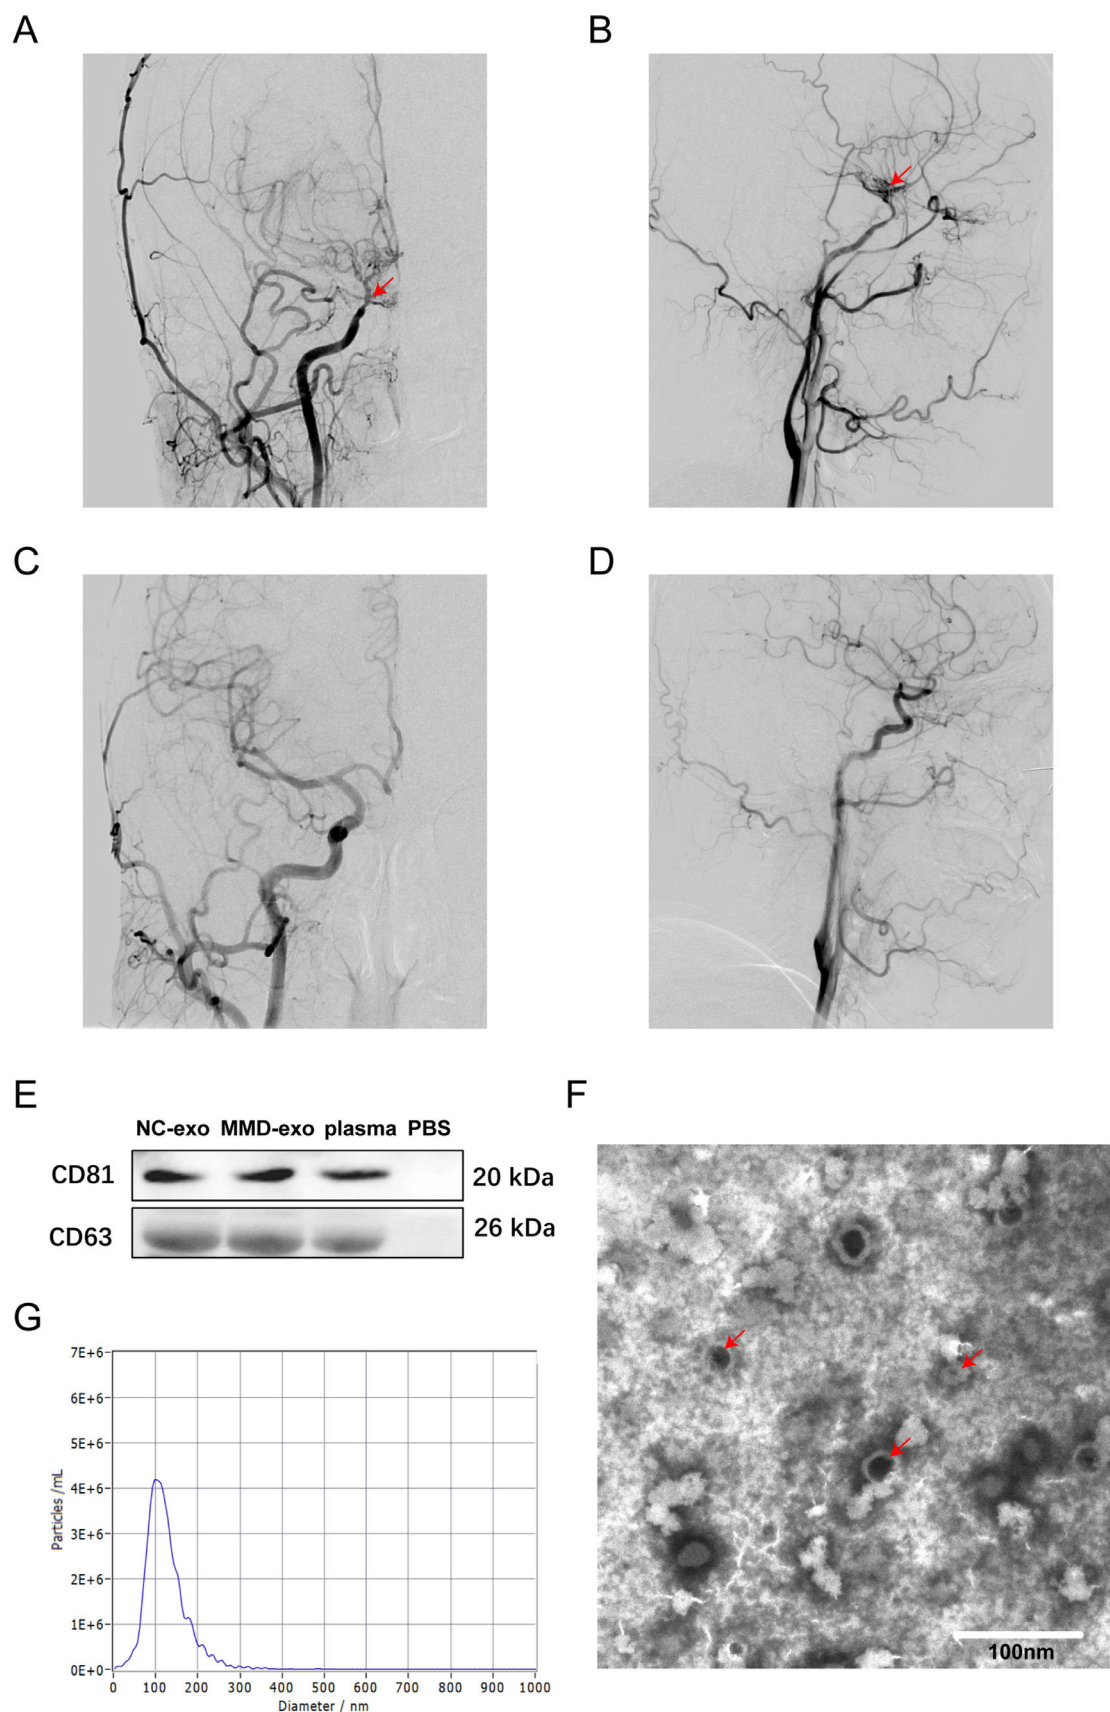 A
B
C
D
E
NC-exo MMD-exo plasma PBS
CD81
20 kDa
CD63
26 kDa
F
100nm
G
7E+6
6E+6
5E+6
4E+6
3E+6
2E+6
1E+6
0E+0
Particles /mL
0 100 200 300 400 500 600 700 800 900 1000
Diameter / nm